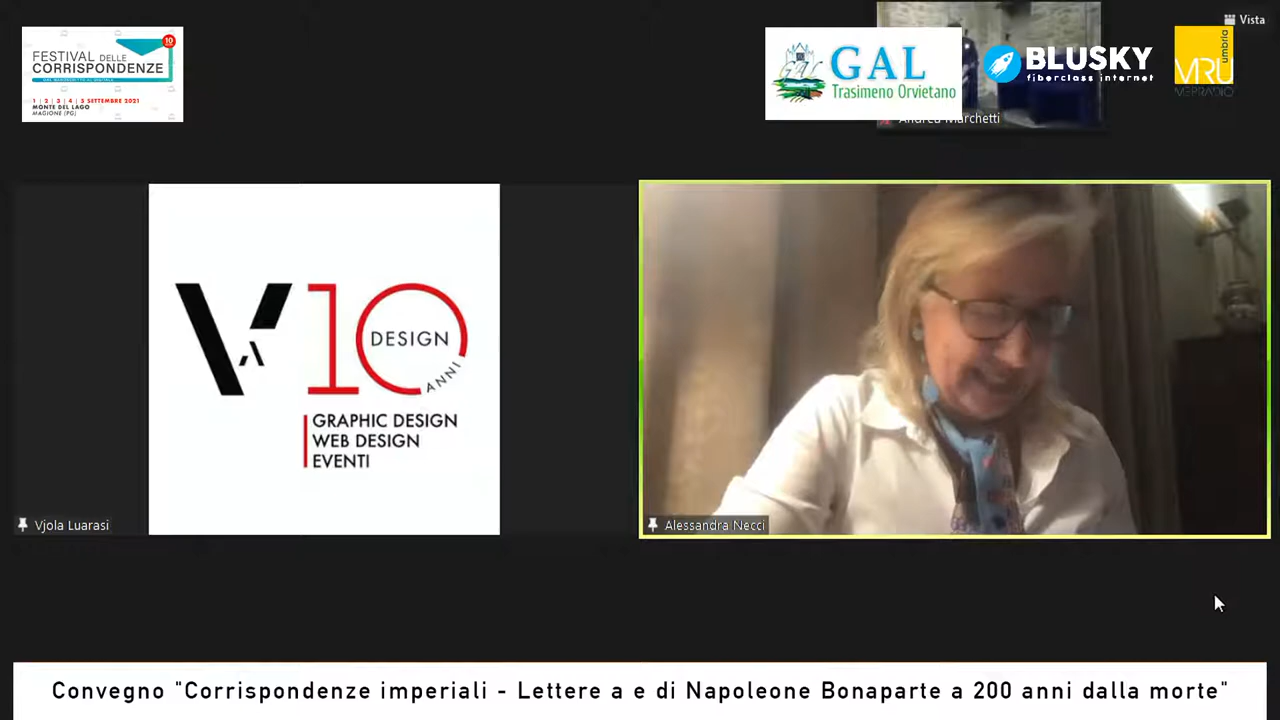 FESTIVAL DELLE
CORRISPONDENZE
10
1 | 2 | 3 | 4 | 5 SETTEMBRE 2021
MONTE DEL LAGO
MAGIONE (PG)
GAL
Trasimeno Orvietano
BLUSKY
fiberclass internet
MRU
umbria
MEPRADIO
Vista
Andrea Marchetti
VA
10
DESIGN
ANNI
GRAPHIC DESIGN
WEB DESIGN
EVENTI
Vjola Luarasi
Alessandra Necci
Convegno "Corrispondenze imperiali - Lettere a e di Napoleone Bonaparte a 200 anni dalla morte"